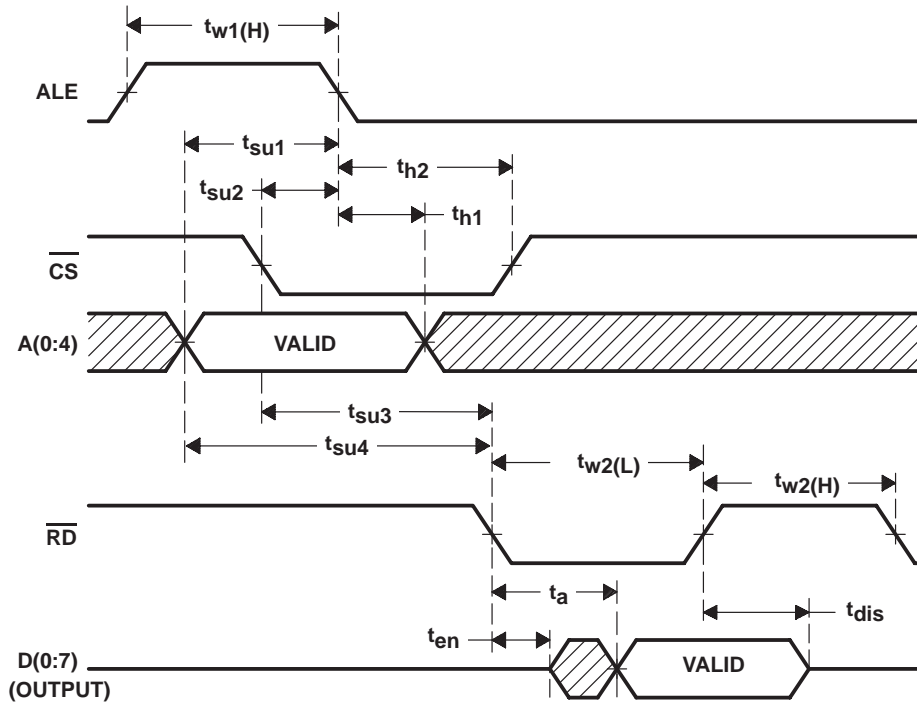 tw1(H)
ALE
tsu1
th2
tsu2
th1
CS
A(0:4)
VALID
tsu3
tsu4
tw2(L)
tw2(H)
RD
ta
tdis
ten
D(0:7)
(OUTPUT)
VALID